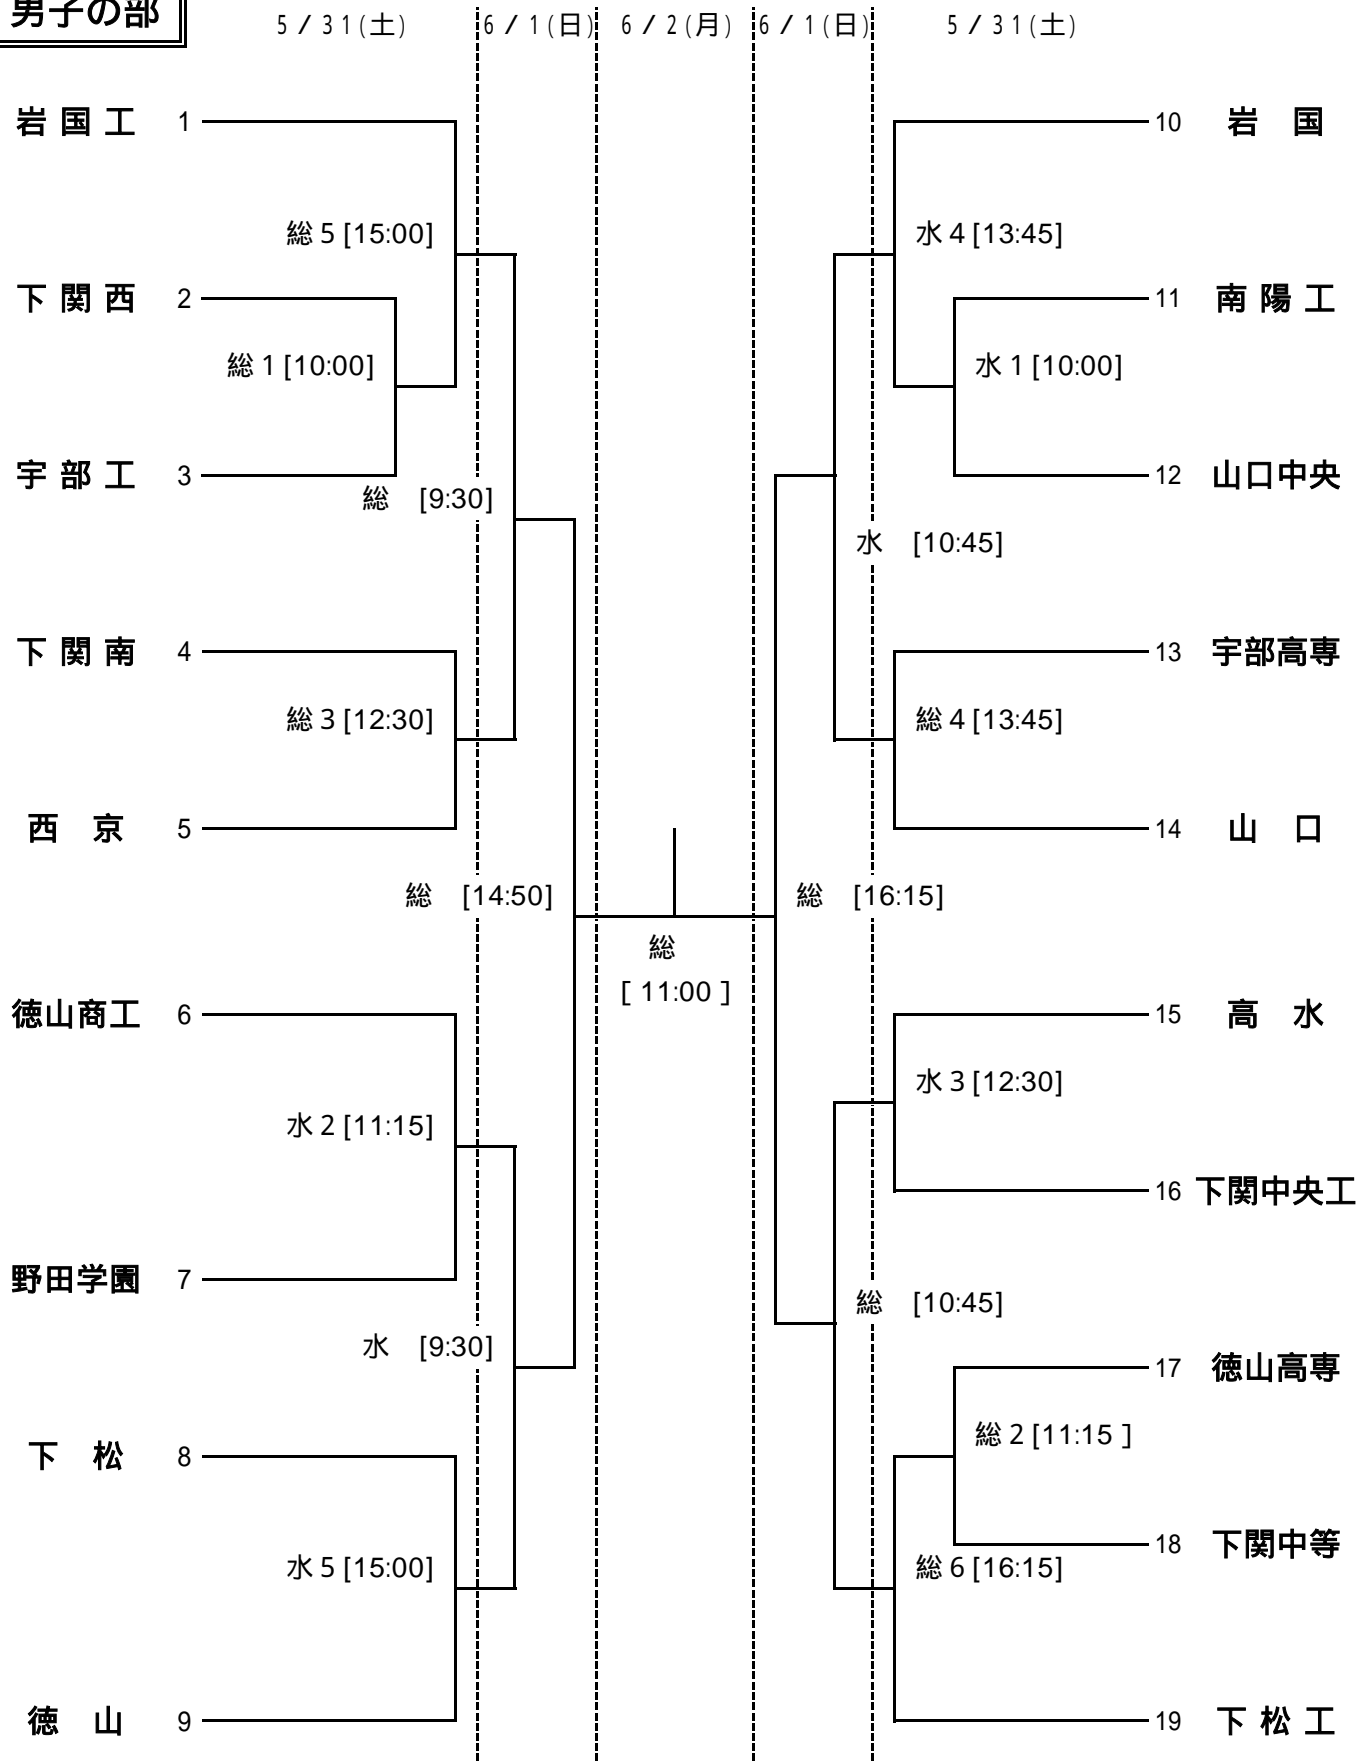 男子の部
5/31(土) 6/1(日) 6/2(月) 6/1(日) 5/31(土)
岩国工 1
10 岩 国
総5[15:00]
水4[13:45]
下関西 2
11 南陽工
総1[10:00]
水1[10:00]
宇部工 3
12 山口中央
総 [9:30]
水 [10:45]
下関南 4
13 宇部高専
総3[12:30]
総4[13:45]
西 京 5
14 山 口
総 [14:50]
総 [16:15]
総
[ 11:00 ]
徳山商工 6
15 高 水
水3[12:30]
水2[11:15]
16 下関中央工
野田学園 7
総 [10:45]
水 [9:30]
17 徳山高専
総2[11:15 ]
下 松 8
18 下関中等
水5[15:00]
総6[16:15]
徳 山 9
19 下松工